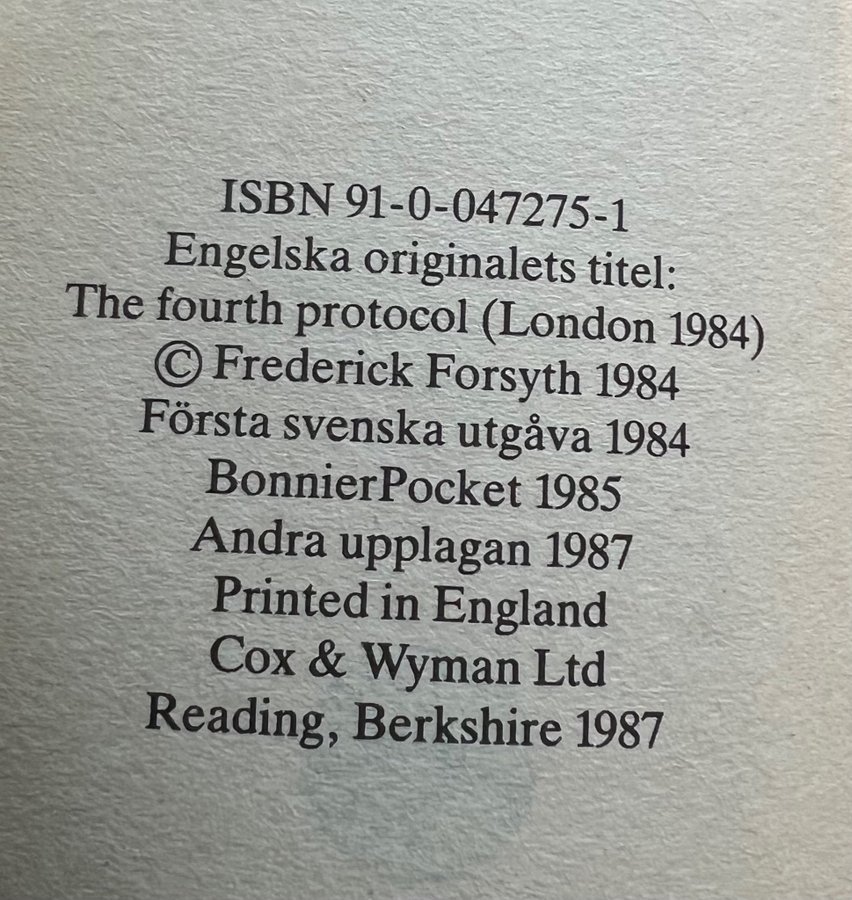 ISBN 91-0-047275-1
Engelska originalets titel:
The fourth protocol (London 1984)
© Frederick Forsyth 1984
Första svenska utgåva 1984
BonnierPocket 1985
Andra upplagan 1987
Printed in England
Cox & Wyman Ltd
Reading, Berkshire 1987